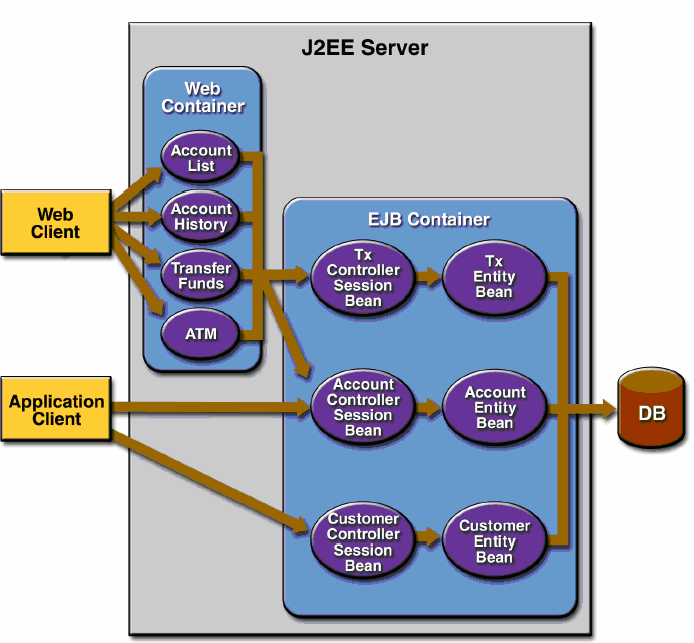 J2EE Server
Web
Container
Account
List
Account
History
Transfer
Funds
ATM
Web
Client
Application
Client
EJB Container
Tx
Controller
Session
Bean
Tx
Entity
Bean
Account
Controller
Session
Bean
Account
Entity
Bean
Customer
Controller
Session
Bean
Customer
Entity
Bean
DB